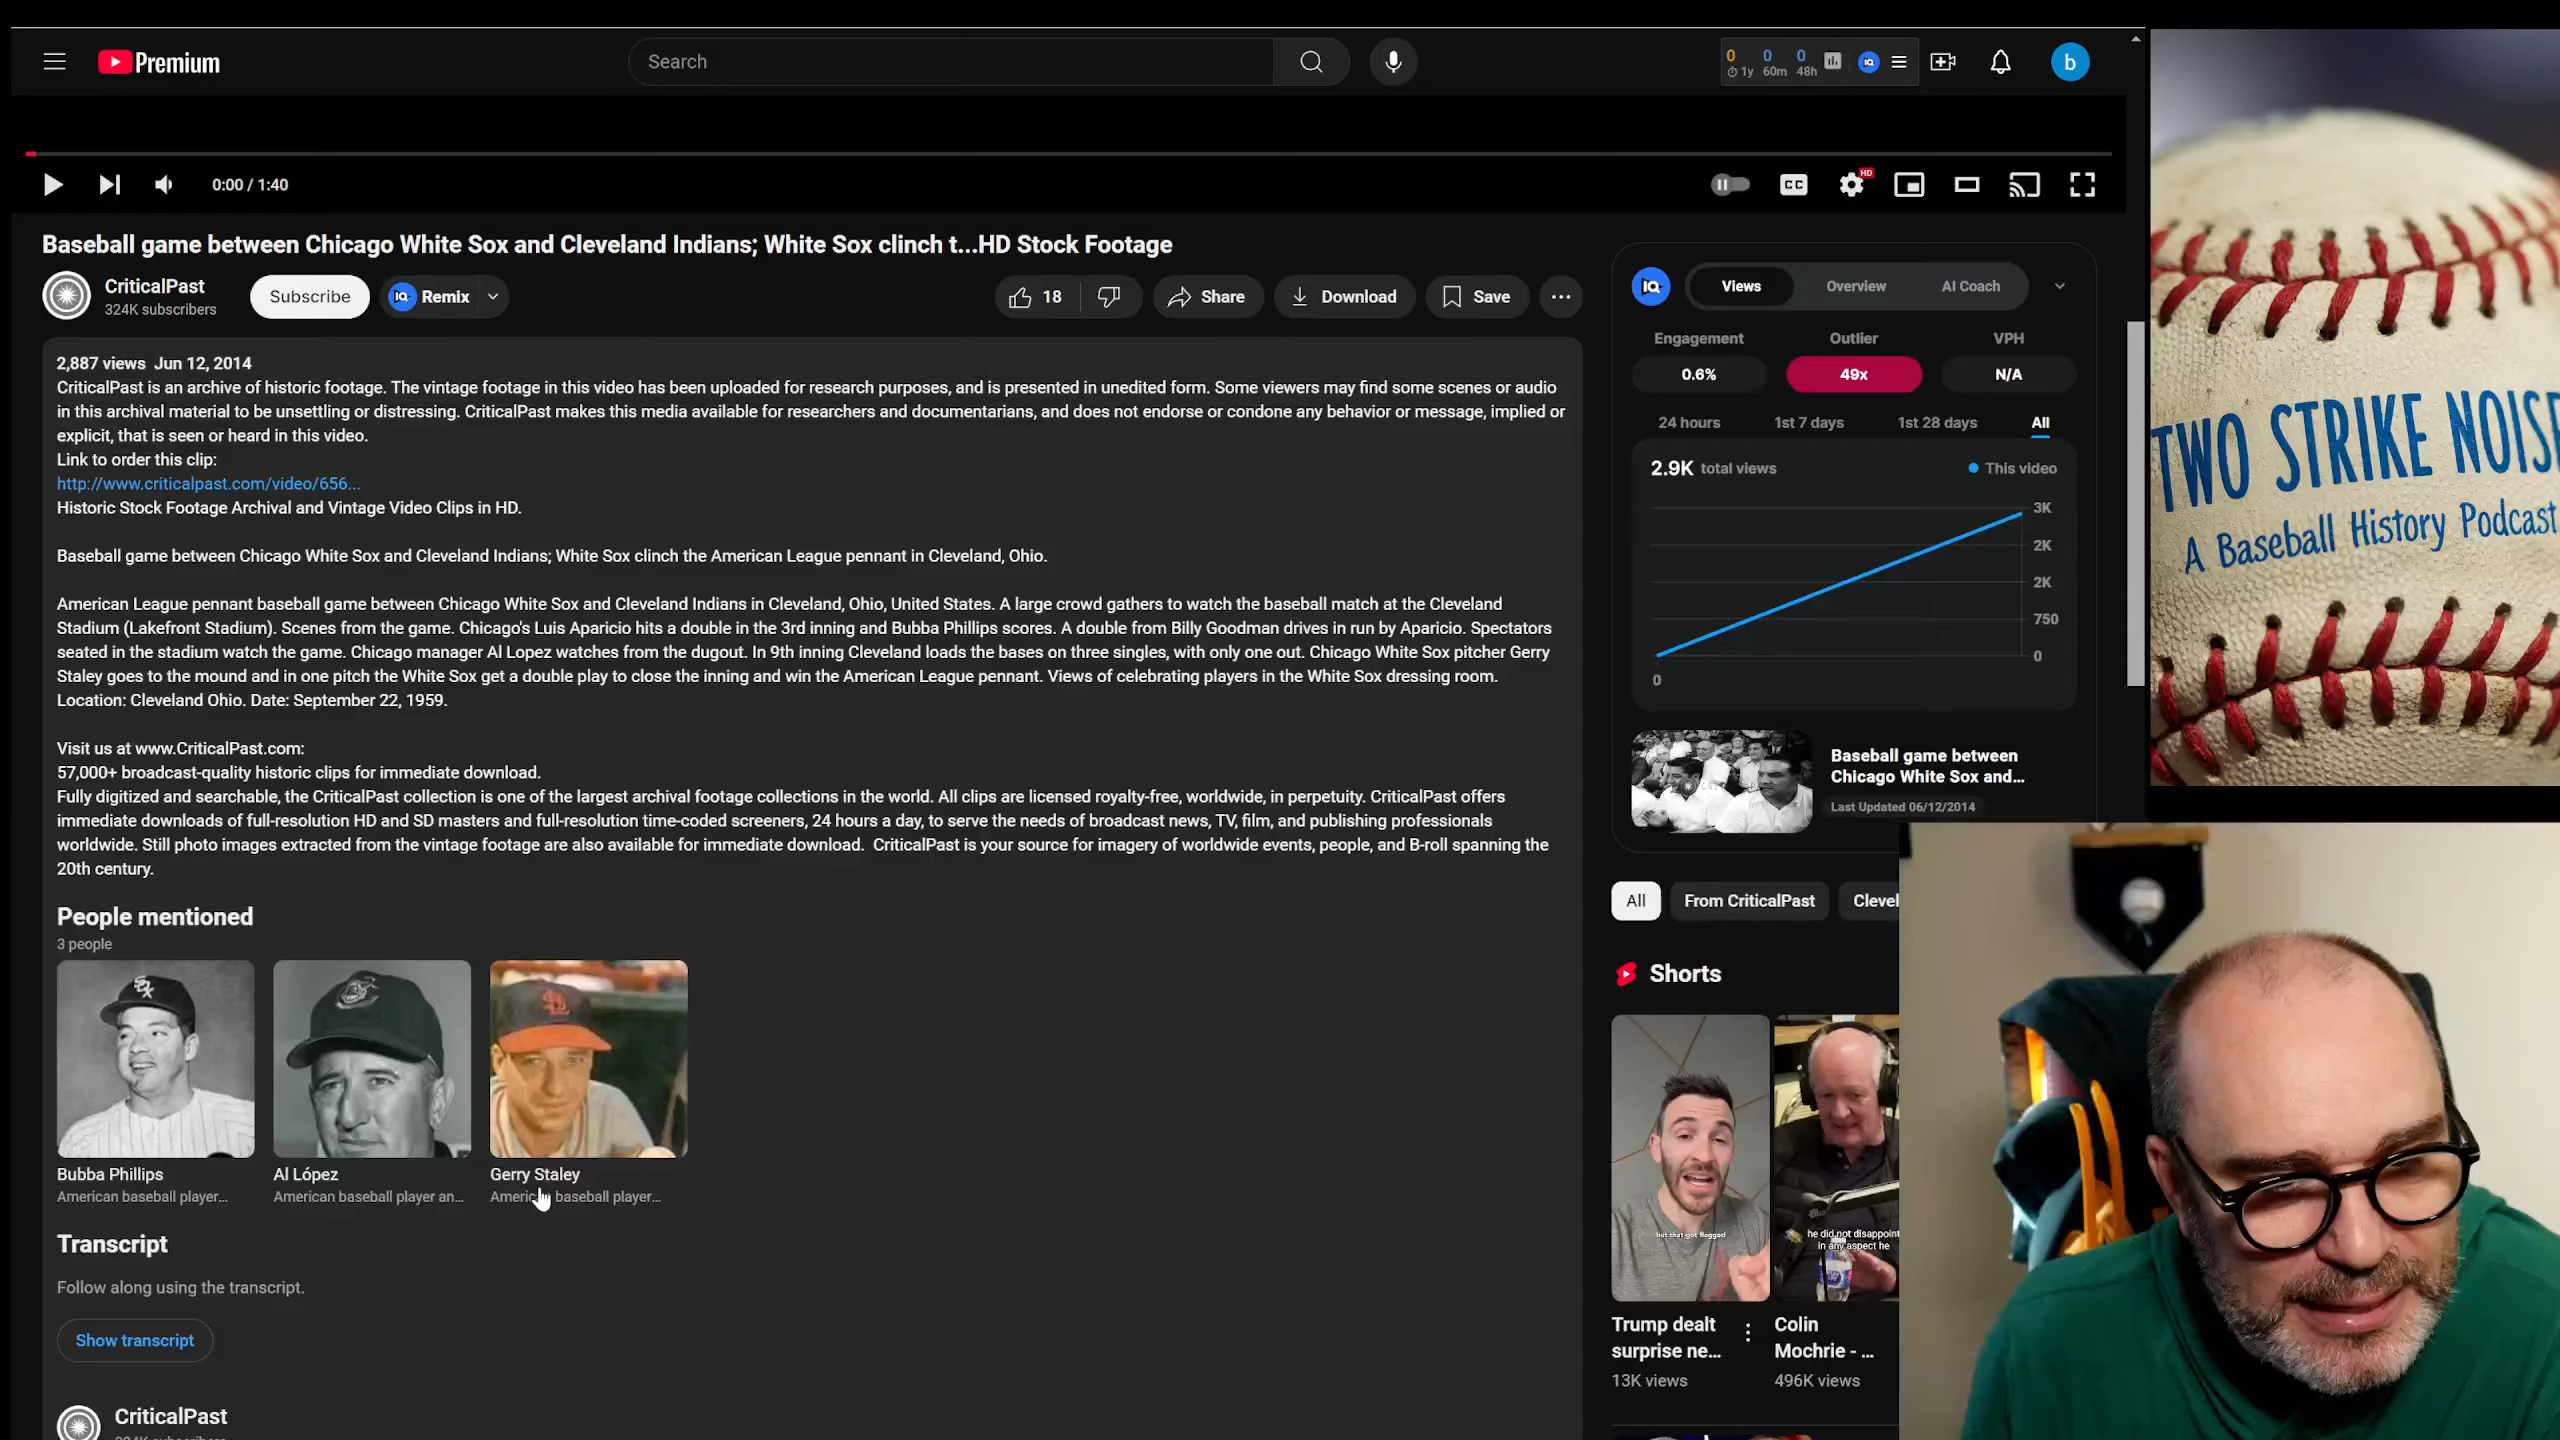 Premium
Search
0 0 0
1y 60m 48h
b
0:00 / 1:40
CC
HD
Baseball game between Chicago White Sox and Cleveland Indians; White Sox clinch t...HD Stock Footage
CriticalPast
324K subscribers
Subscribe
Remix
18
Share
Download
Save
2,887 views Jun 12, 2014
CriticalPast is an archive of historic footage. The vintage footage in this video has been uploaded for research purposes, and is presented in unedited form. Some viewers may find some scenes or audio
in this archival material to be unsettling or distressing. CriticalPast makes this media available for researchers and documentarians, and does not endorse or condone any behavior or message, implied or
explicit, that is seen or heard in this video.
Link to order this clip:
http://www.criticalpast.com/video/656...
Historic Stock Footage Archival and Vintage Video Clips in HD.
Baseball game between Chicago White Sox and Cleveland Indians; White Sox clinch the American League pennant in Cleveland, Ohio.
American League pennant baseball game between Chicago White Sox and Cleveland Indians in Cleveland, Ohio, United States. A large crowd gathers to watch the baseball match at the Cleveland
Stadium (Lakefront Stadium). Scenes from the game. Chicago's Luis Aparicio hits a double in the 3rd inning and Bubba Phillips scores. A double from Billy Goodman drives in run by Aparicio. Spectators
seated in the stadium watch the game. Chicago manager Al Lopez watches from the dugout. In 9th inning Cleveland loads the bases on three singles, with only one out. Chicago White Sox pitcher Gerry
Staley goes to the mound and in one pitch the White Sox get a double play to close the inning and win the American League pennant. Views of celebrating players in the White Sox dressing room.
Location: Cleveland Ohio. Date: September 22, 1959.
Visit us at www.CriticalPast.com:
57,000+ broadcast-quality historic clips for immediate download.
Fully digitized and searchable, the CriticalPast collection is one of the largest archival footage collections in the world. All clips are licensed royalty-free, worldwide, in perpetuity. CriticalPast offers
immediate downloads of full-resolution HD and SD masters and full-resolution time-coded screeners, 24 hours a day, to serve the needs of broadcast news, TV, film, and publishing professionals
worldwide. Still photo images extracted from the vintage footage are also available for immediate download. CriticalPast is your source for imagery of worldwide events, people, and B-roll spanning the
20th century.
People mentioned
3 people
Bubba Phillips
American baseball player...
Al López
American baseball player an...
Gerry Staley
American baseball player...
Transcript
Follow along using the transcript.
Show transcript
CriticalPast
Views
Overview
AI Coach
Engagement
Outlier
VPH
0.6%
49x
N/A
24 hours
1st 7 days
1st 28 days
All
2.9K total views
This video
3K
2K
2K
750
0
0
Baseball game between
Chicago White Sox and...
Last Updated 06/12/2014
All
From CriticalPast
Clevel
Shorts
but that got flagged
he did not disappoint
in any aspect he
Trump dealt
surprise ne...
13K views
Colin
Mochrie - ...
496K views
TWO STRIKE NOISE
A Baseball History Podcast